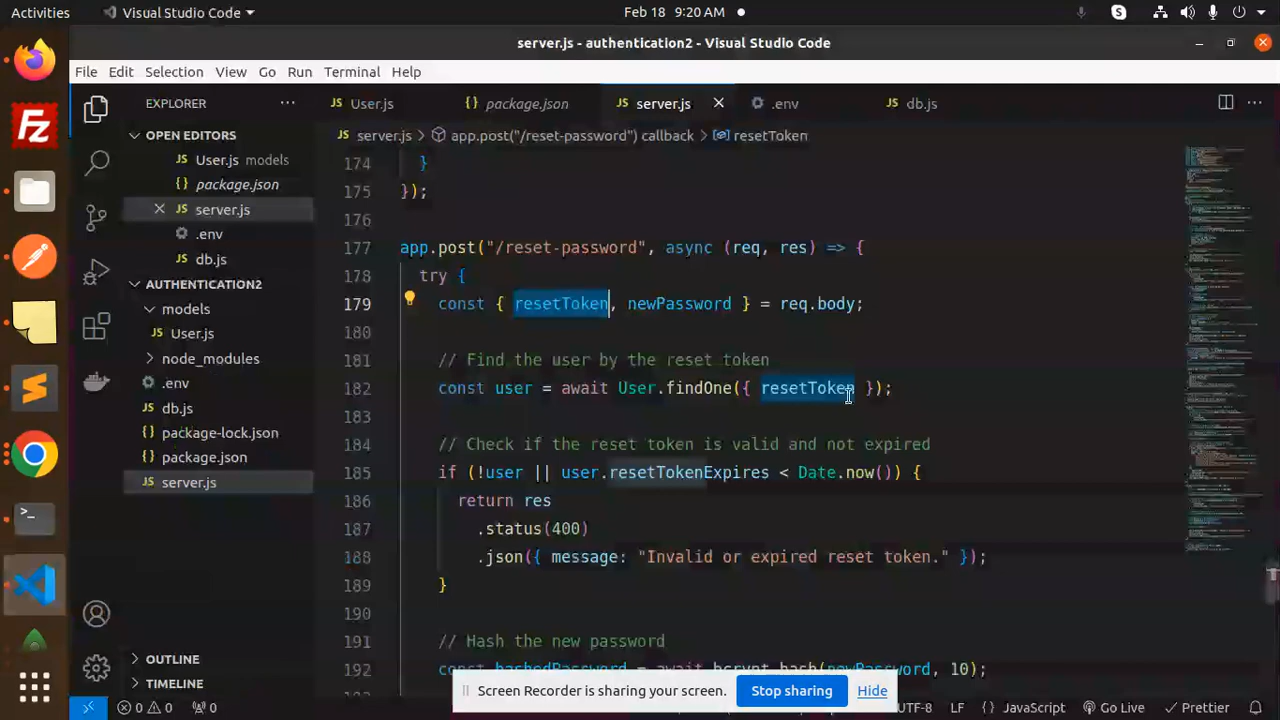 Activities
Visual Studio Code
Feb 18 9:20 AM
server.js - authentication2 - Visual Studio Code
File Edit Selection View Go Run Terminal Help
EXPLORER
User.js
package.json
server.js
.env
db.js
OPEN EDITORS
server.js > app.post("/reset-password") callback > resetToken
JS User.js models
package.json
JS server.js
.env
JS db.js
AUTHENTICATION2
models
JS User.js
node_modules
.env
JS db.js
package-lock.json
package.json
JS server.js
OUTLINE
TIMELINE
174 }
175 });
176
177 app.post("/reset-password", async (req, res) => {
178 try {
179 const { resetToken, newPassword } = req.body;
180
181 // Find the user by the reset token
182 const user = await User.findOne({ resetToken });
183
184 // Check if the reset token is valid and not expired
185 if (!user || user.resetTokenExpires < Date.now()) {
186 return res
187 .status(400)
188 .json({ message: "Invalid or expired reset token." });
189 }
190
191 // Hash the new password
192 const hashedPassword = await bcrypt.hash(newPassword, 10);
Screen Recorder is sharing your screen.
Stop sharing
Hide
0 0 0
UTF-8 LF {} JavaScript Go Live Prettier